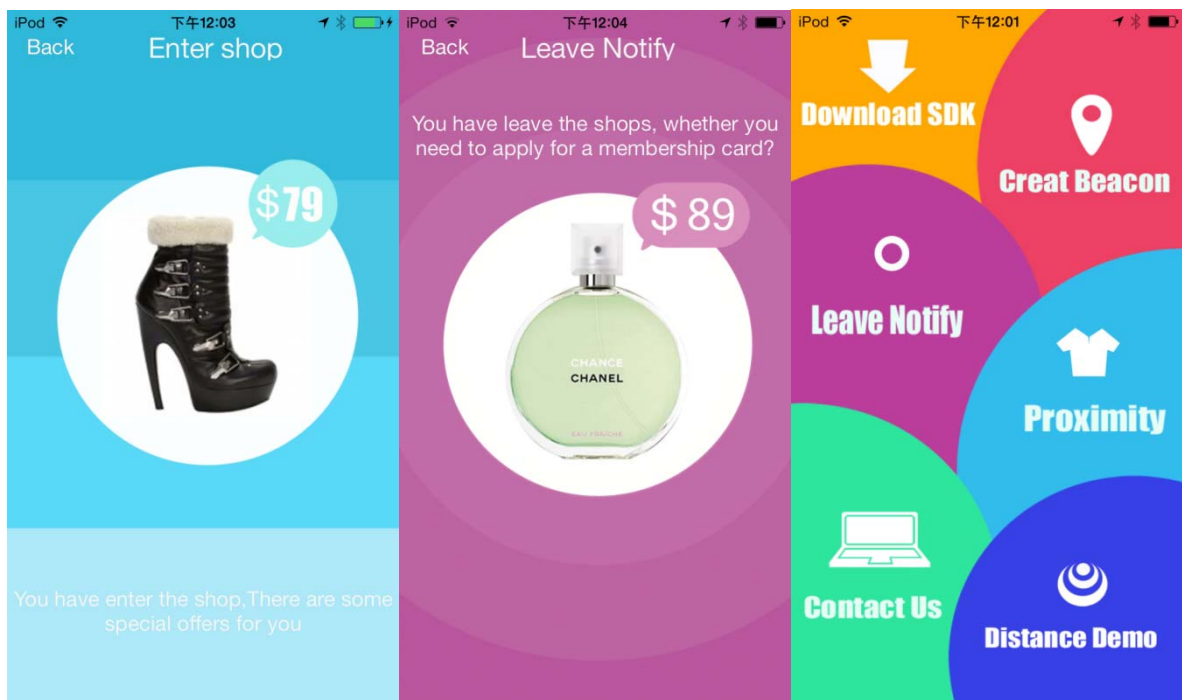 iPod 下午12:03
Back Enter shop
$79
You have enter the shop,There are some
special offers for you
iPod 下午12:04
Back Leave Notify
You have leave the shops, whether you
need to apply for a membership card?
$89
CHANCE
CHANEL
EAU FRAÎCHE
iPod 下午12:01
Download SDK
Creat Beacon
Leave Notify
Proximity
Contact Us
Distance Demo